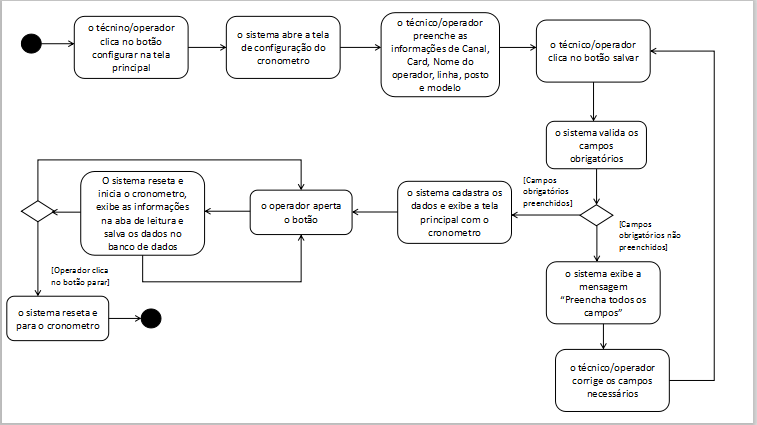 o técnino/operador
clica no botão
configurar na tela
principal
o sistema abre a tela
de configuração do
cronometro
o técnico/operador
preenche as
informações de Canal,
Card, Nome do
operador, linha, posto
e modelo
o técnico/operador
clica no botão salvar
o sistema valida os
campos
obrigatórios
[Campos
obrigatórios
preenchidos]
[Campos
obrigatórios não
preenchidos]
o sistema cadastra os
dados e exibe a tela
principal com o
cronometro
o operador aperta
o botão
O sistema reseta e
inicia o cronometro,
exibe as informações
na aba de leitura e
salva os dados no
banco de dados
[Operador clica
no botão parar]
o sistema reseta e
para o cronometro
o sistema exibe a
mensagem
“Preencha todos os
campos”
o técnico/operador
corrige os campos
necessários